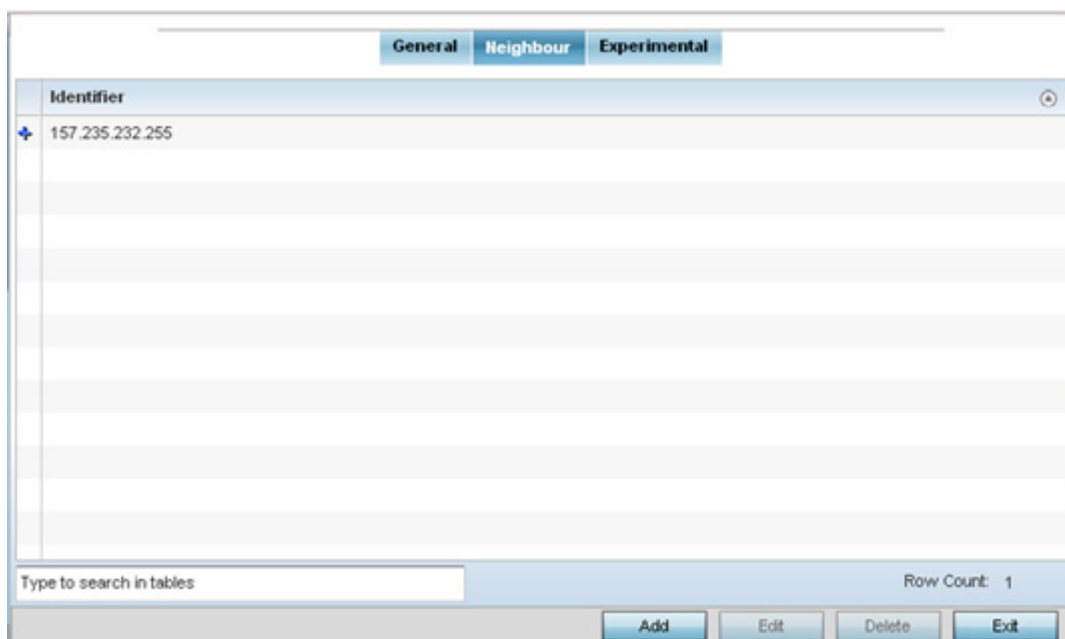 General Neighbour Experimental
Identifier
157.235.232.255
Type to search in tables Row Count: 1
Add Edit Delete Exit